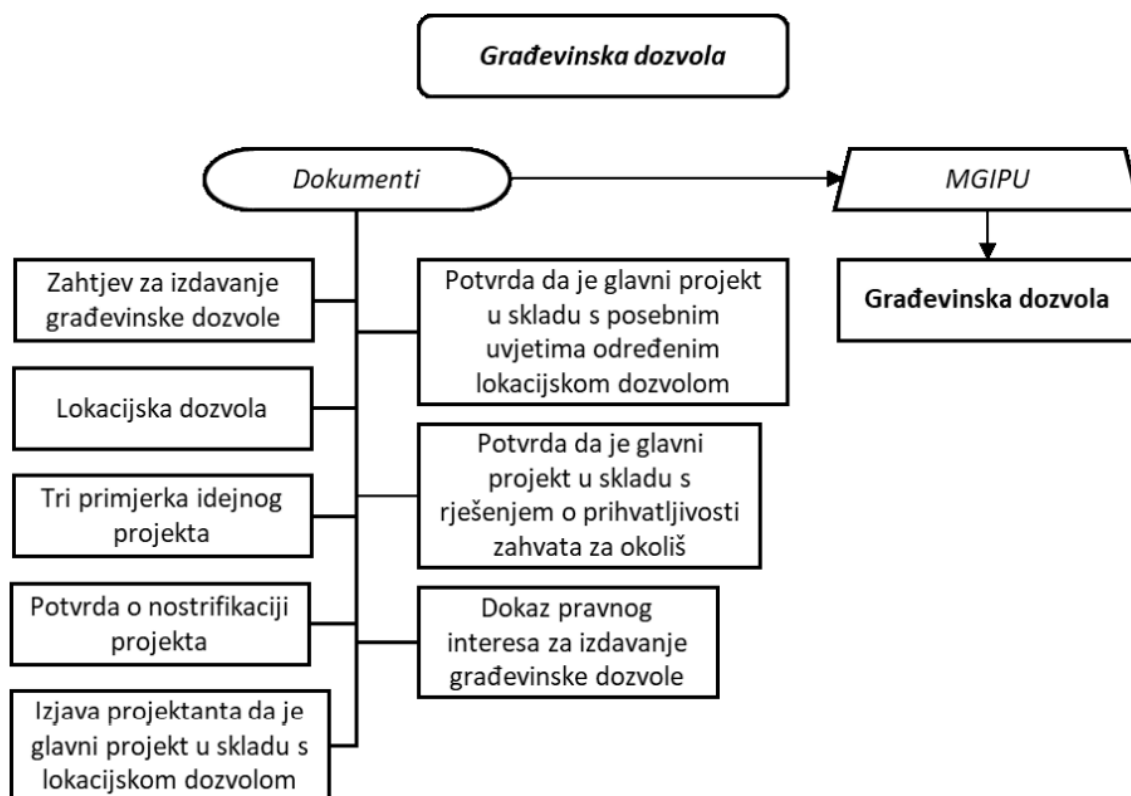 Građevinska dozvola
Dokumenti
MGIPU
Građevinska dozvola
Zahtjev za izdavanje
građevinske dozvole
Lokacijska dozvola
Tri primjerka idejnog
projekta
Potvrda o nostrifikaciji
projekta
Izjava projektanta da je
glavni projekt u skladu s
lokacijskom dozvolom
Potvrda da je glavni projekt
u skladu s posebnim
uvjetima određenim
lokacijskom dozvolom
Potvrda da je glavni
projekt u skladu s
rješenjem o prihvatljivosti
zahvata za okoliš
Dokaz pravnog
interesa za izdavanje
građevinske dozvole